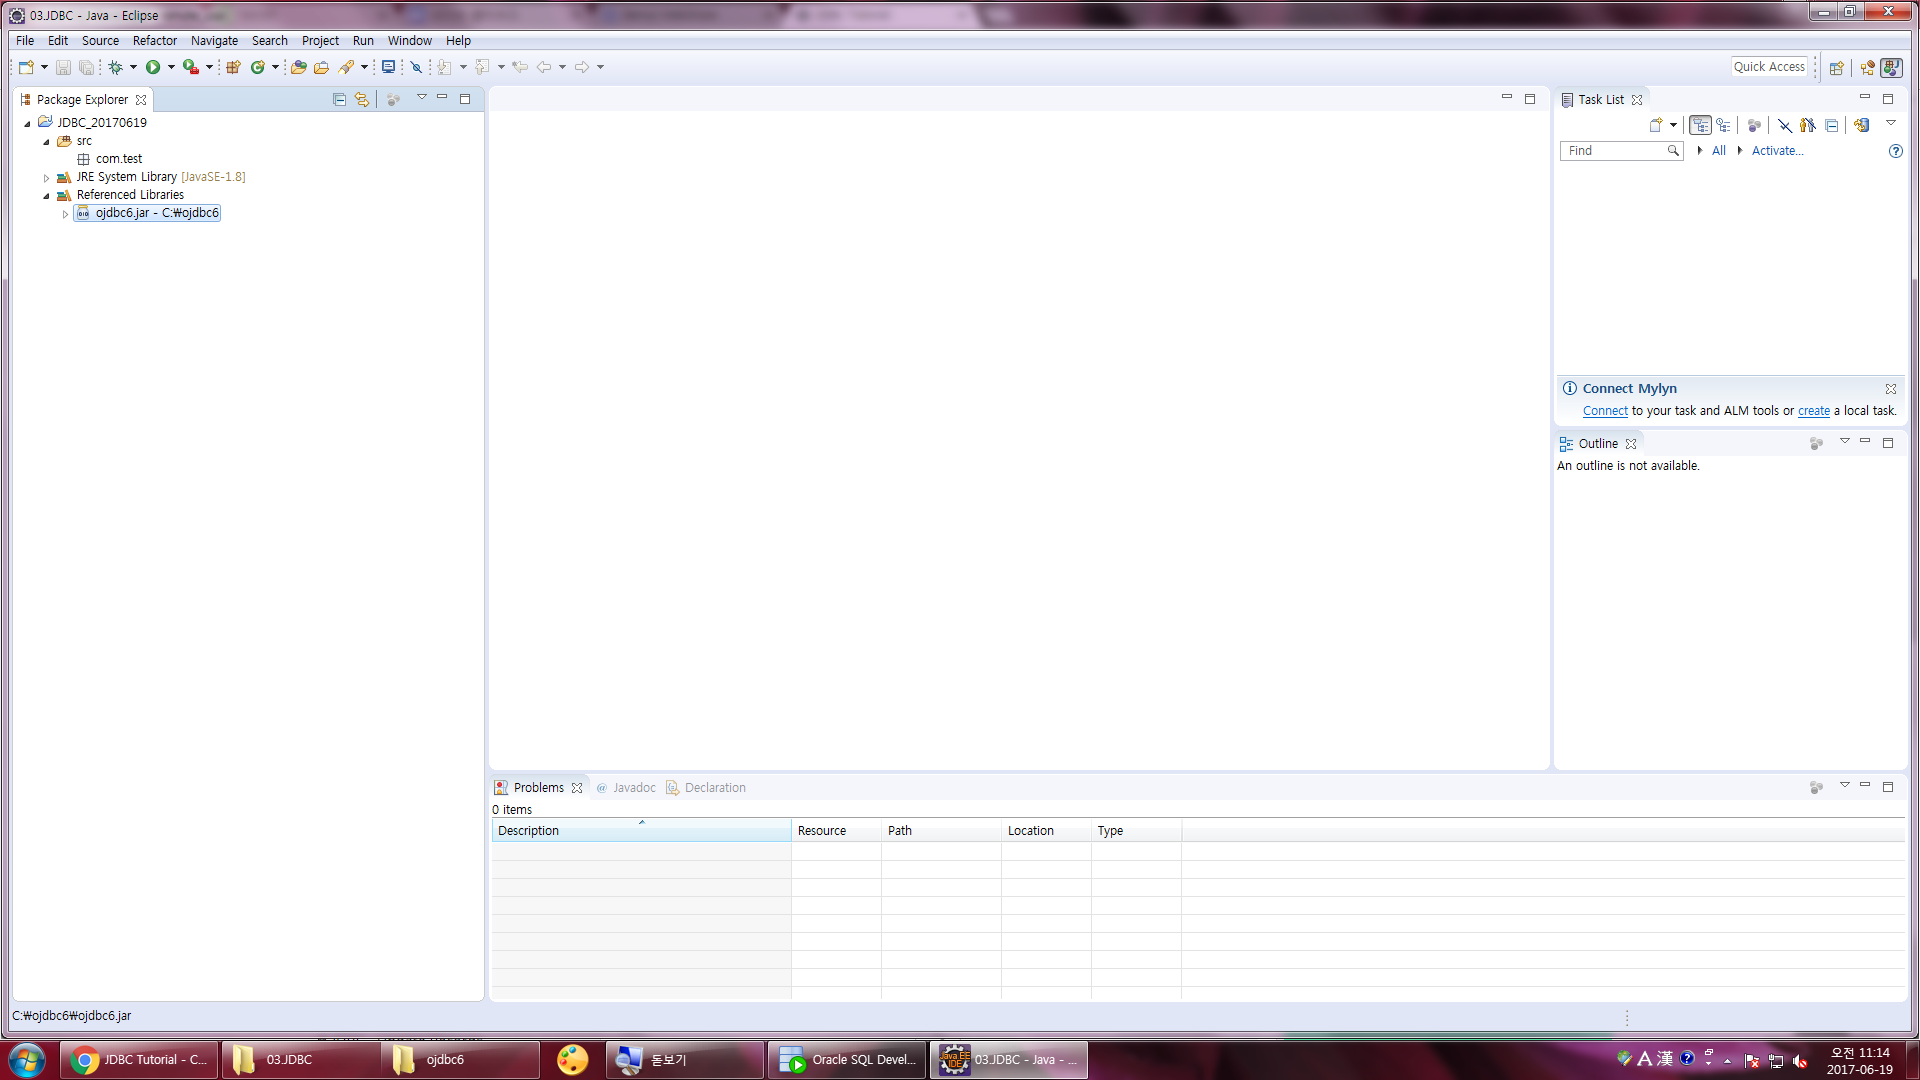 03.JDBC - Java - Eclipse
File Edit Source Refactor Navigate Search Project Run Window Help
Quick Access
Package Explorer
JDBC_20170619
src
com.test
JRE System Library [JavaSE-1.8]
Referenced Libraries
ojdbc6.jar - C:₩ojdbc6
Task List
Find All Activate...
Connect Mylyn
Connect to your task and ALM tools or create a local task.
Outline
An outline is not available.
Problems @ Javadoc Declaration
0 items
Description Resource Path Location Type
C:₩ojdbc6₩ojdbc6.jar
JDBC Tutorial - C... 03.JDBC ojdbc6 돋보기 Oracle SQL Devel... Java EE IDE 03.JDBC - Java - ...
A 漢 오전 11:14
2017-06-19